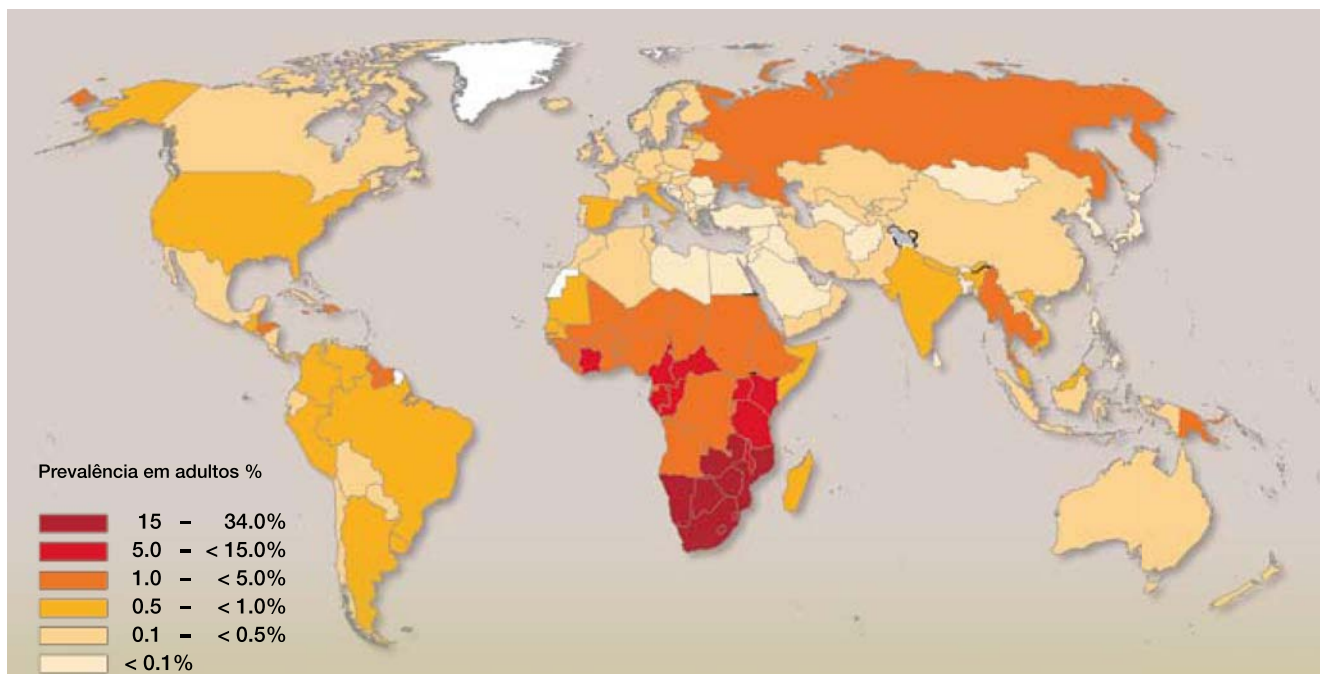 Prevalência em adultos %
15 – 34.0%
5.0 – < 15.0%
1.0 – < 5.0%
0.5 – < 1.0%
0.1 – < 0.5%
< 0.1%